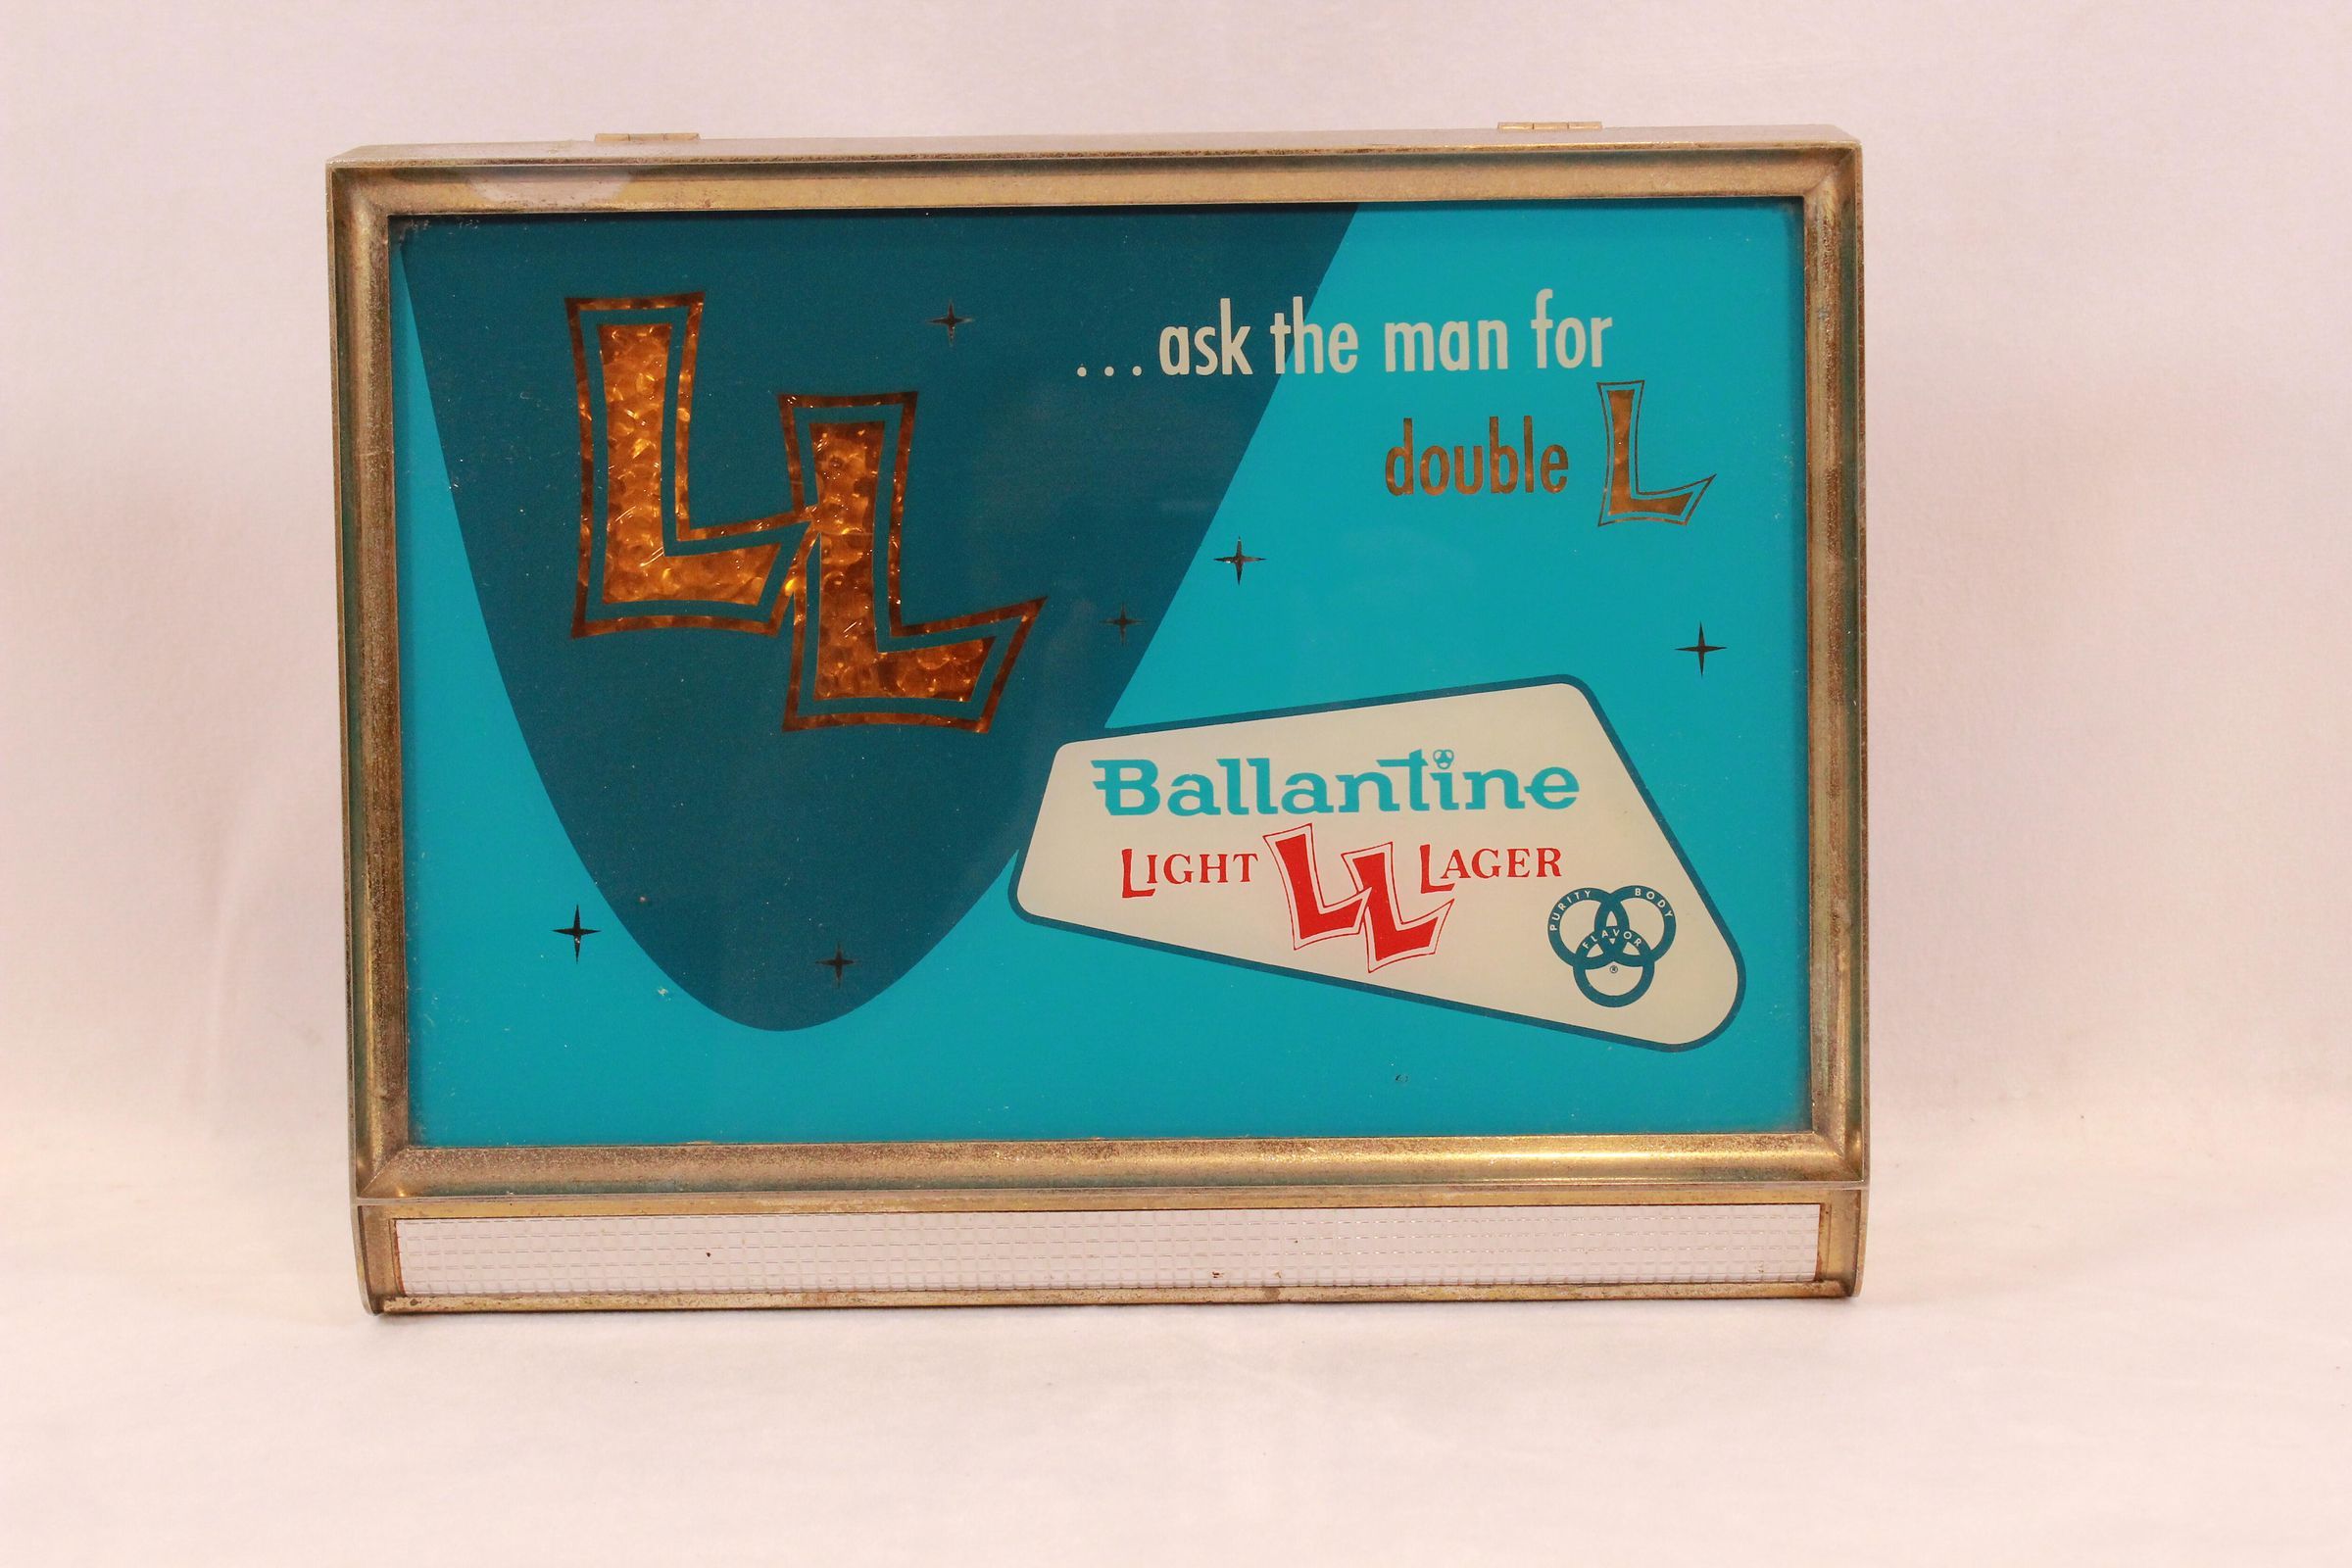 LL
...ask the man for
double L
Ballantine
LIGHT LL LAGER
PURITY BODY
FLAVOR
®